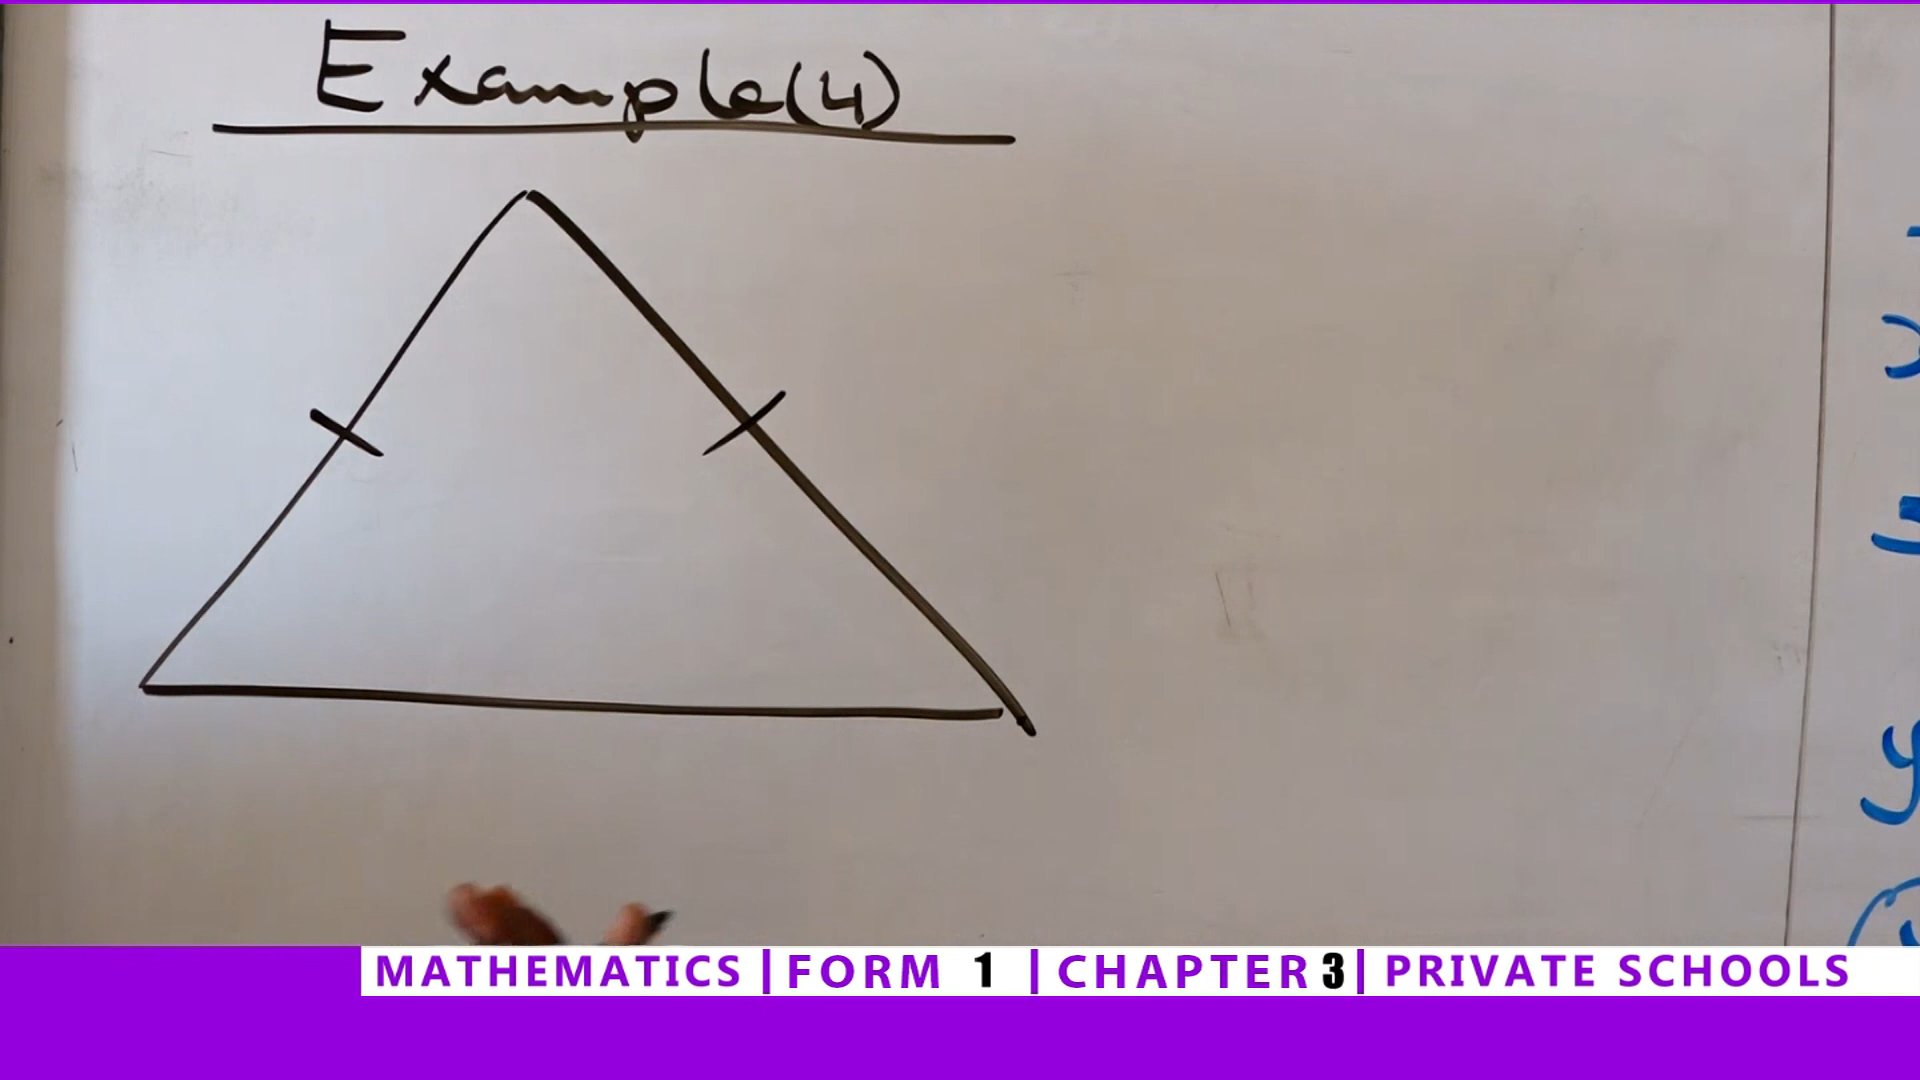 Example(4)
MATHEMATICS | FORM 1 | CHAPTER 3 | PRIVATE SCHOOLS